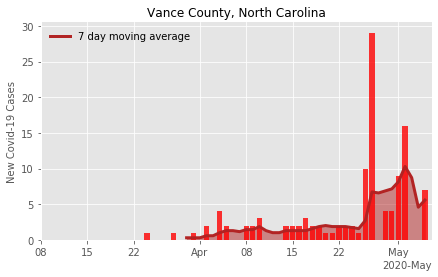 Vance County, North Carolina
7 day moving average
New Covid-19 Cases
30
25
20
15
10
5
0
08 15 22 Apr 08 15 22 May
2020-May